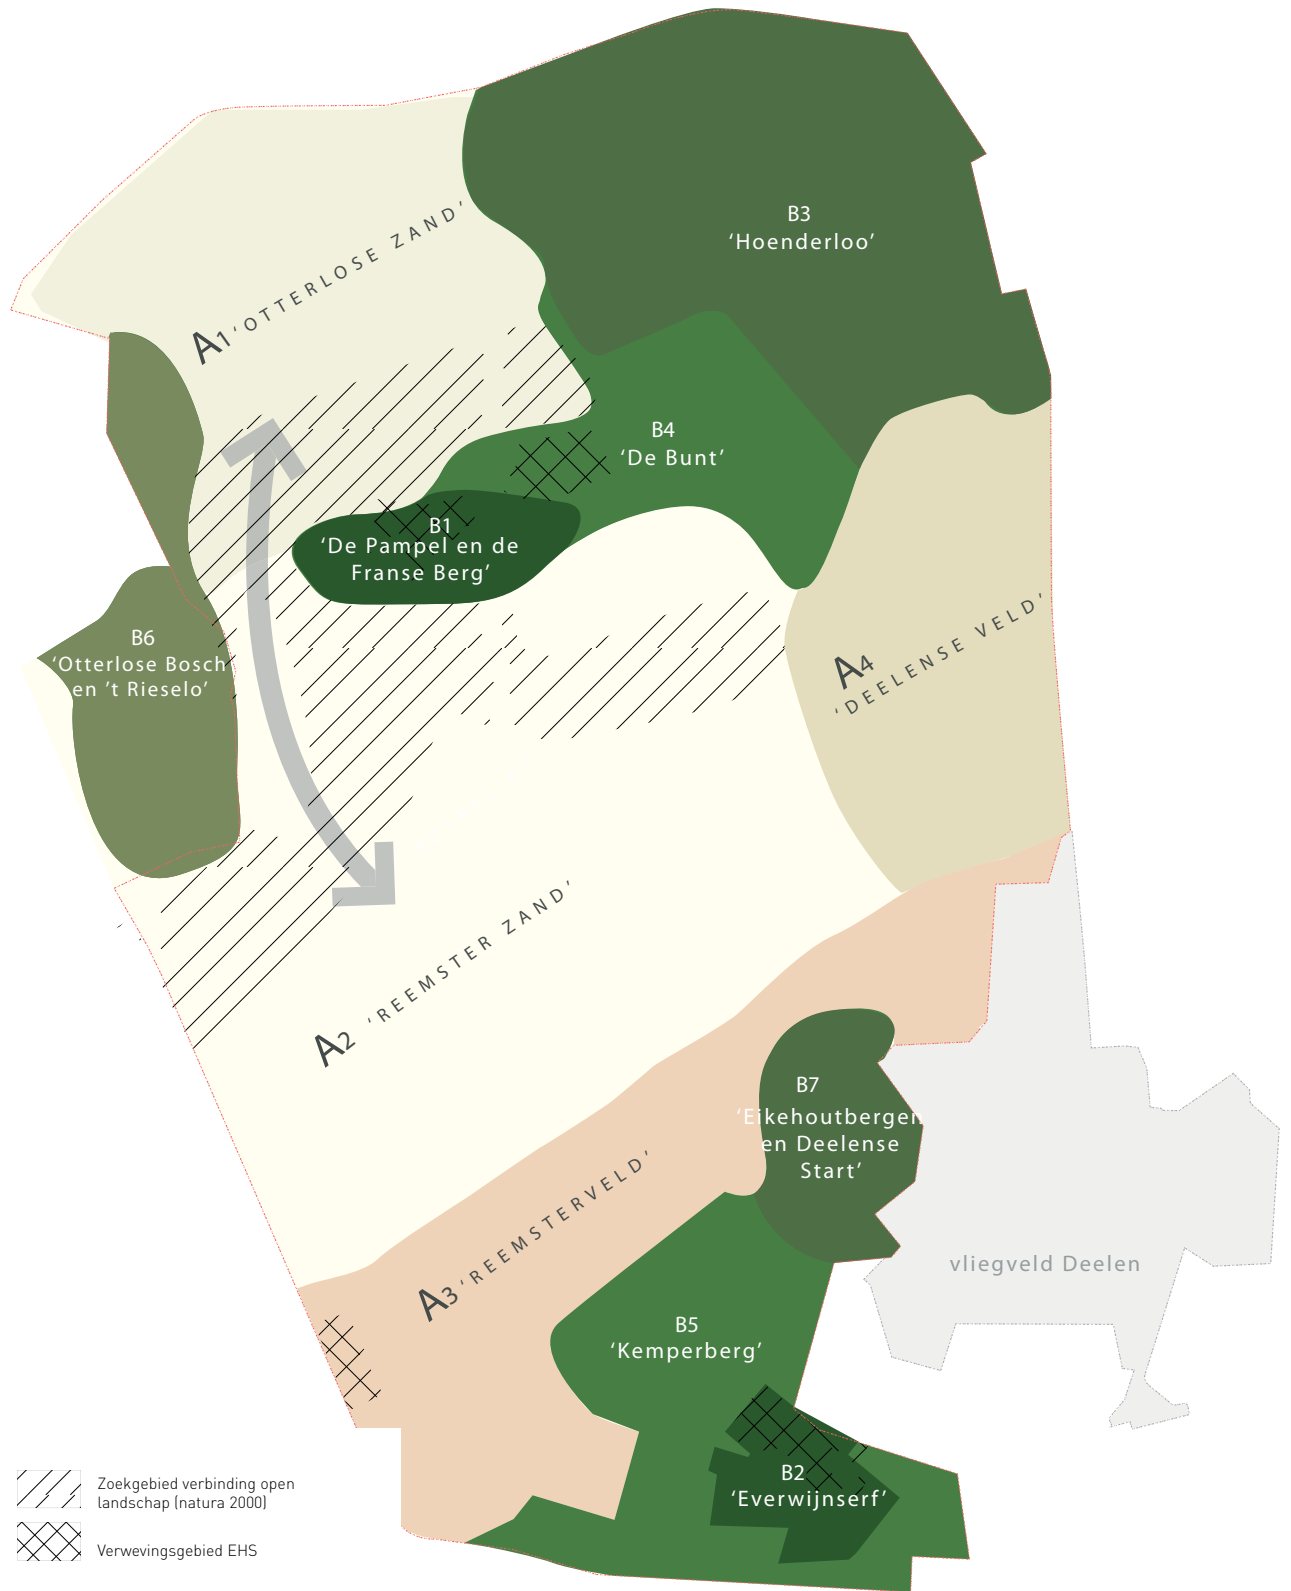 B3
‘Hoenderloo’
A1 ‘OTTERLOSE ZAND’
B4
‘De Bunt’
B1
‘De Pampel en de
Franse Berg’
B6
‘Otterlose Bosch
en ’t Rieselo’
A4
‘DEELENSE VELD’
A2 ‘REEMSTER ZAND’
B7
‘Eikehoutbergen
en Deelense
Start’
A3 ‘REEMSTERVELD’
vliegveld Deelen
B5
‘Kemperberg’
B2
‘Everwijnserf’
Zoekgebied verbinding open
landschap (natura 2000)
Verwevingsgebied EHS